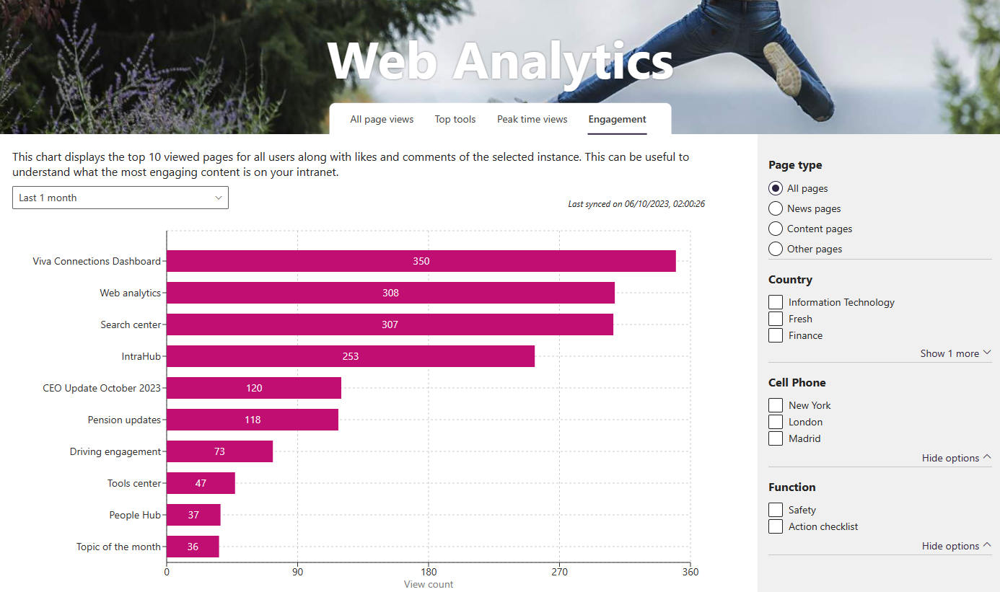 Web Analytics
All page views Top tools Peak time views Engagement
This chart displays the top 10 viewed pages for all users along with likes and comments of the selected instance. This can be useful to
understand what the most engaging content is on your intranet.
Last 1 month
Last synced on 06/10/2023, 02:00:26
Viva Connections Dashboard 350
Web analytics 308
Search center 307
IntraHub 253
CEO Update October 2023 120
Pension updates 118
Driving engagement 73
Tools center 47
People Hub 37
Topic of the month 36
0 90 180 270 360
View count
Page type
All pages
News pages
Content pages
Other pages
Country
Information Technology
Fresh
Finance
Show 1 more
Cell Phone
New York
London
Madrid
Hide options
Function
Safety
Action checklist
Hide options